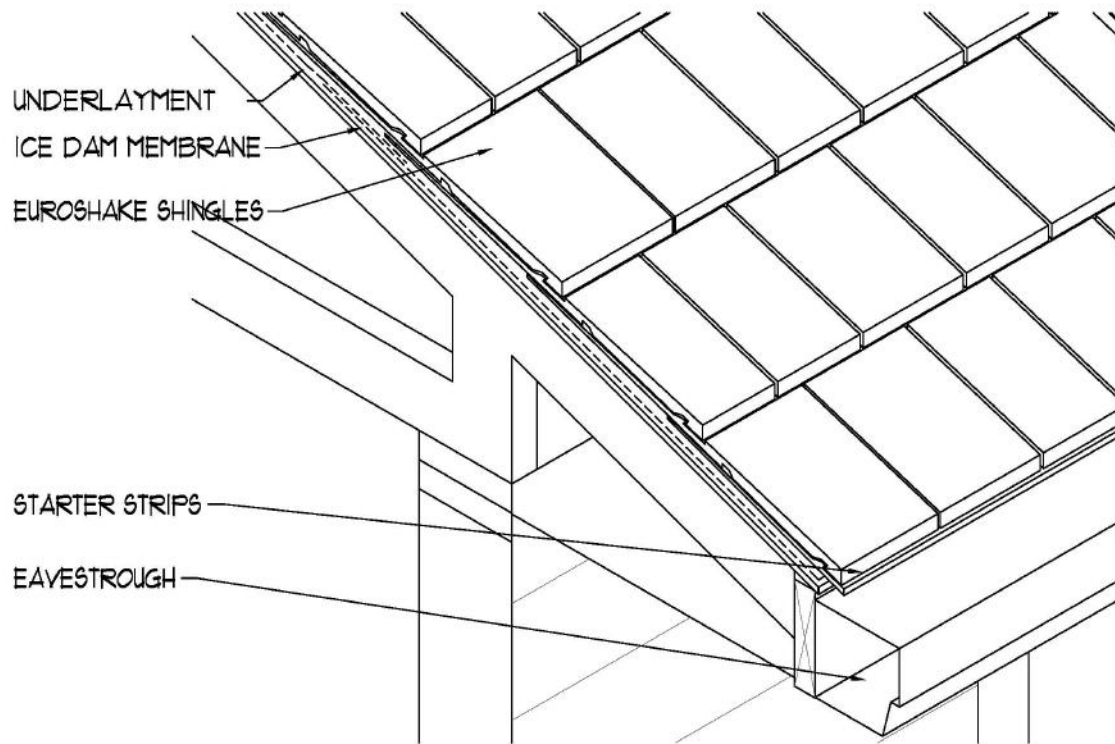 UNDERLAYMENT
ICE DAM MEMBRANE
EUROSHAKE SHINGLES
STARTER STRIPS
EAVESTROUGH